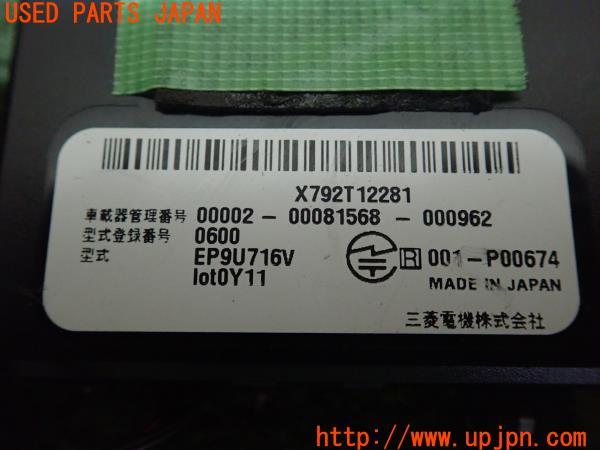 USED PARTS JAPAN
X792T12281
車載器管理番号 00002 - 00081568 - 000962
型式登録番号 0600
型式 EP9U716V
lot0Y11
R 001-P00674
MADE IN JAPAN
三菱電機株式会社
UPJ http://www.upjpn.com/